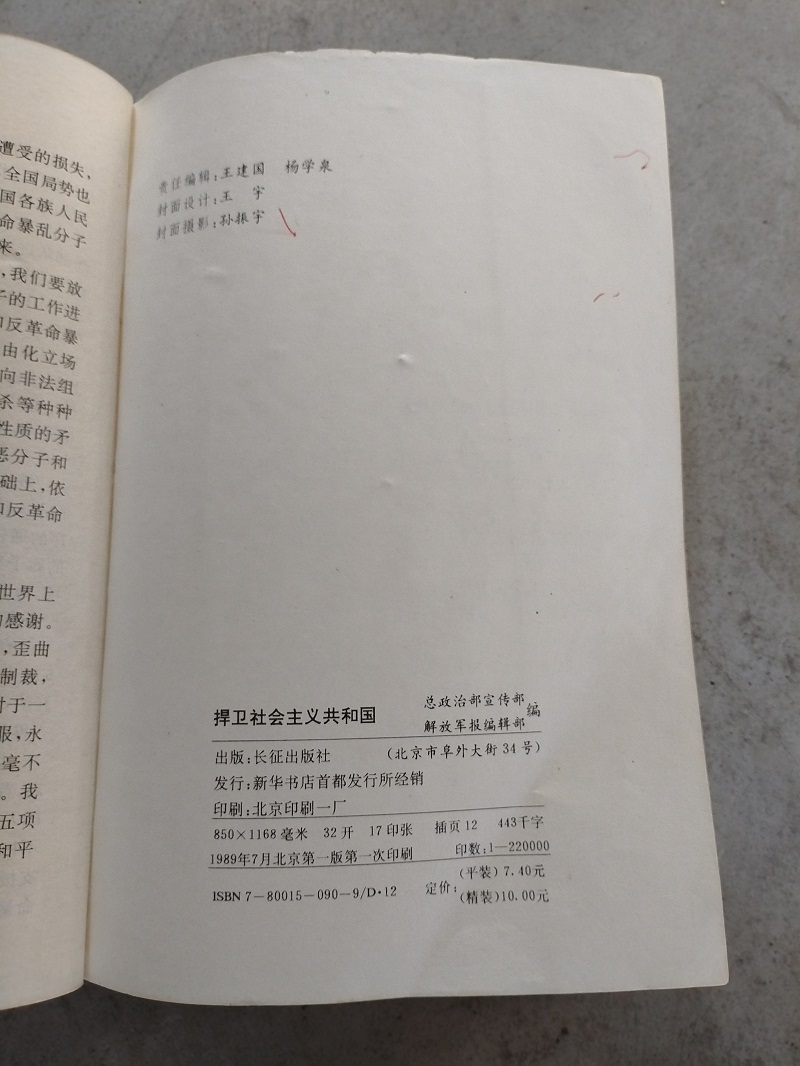 遭受的损失、
全国局势也
国各族人民
命暴乱分子
来。
,我们要放
子的工作进
和反革命暴
由化立场
向非法组
杀等种种
性质的矛
恶分子和
础上,依
和反革命
世界上
的感谢。
,歪曲
制裁,
对于一
服,永
毫不
。我
五项
和平
责任编辑:王建国 杨学泉
封面设计:王 宇
封面摄影:孙振宇
捍卫社会主义共和国 总政治部宣传部 解放军报编辑部 编
出版:长征出版社 (北京市阜外大街34号)
发行:新华书店首都发行所经销
印刷:北京印刷一厂
850×1168毫米 32开 17印张 插页12 443千字
1989年7月北京第一版第一次印刷 印数:1—220000
ISBN 7—80015—090—9/D·12 定价:(平装)7.40元
(精装)10.00元